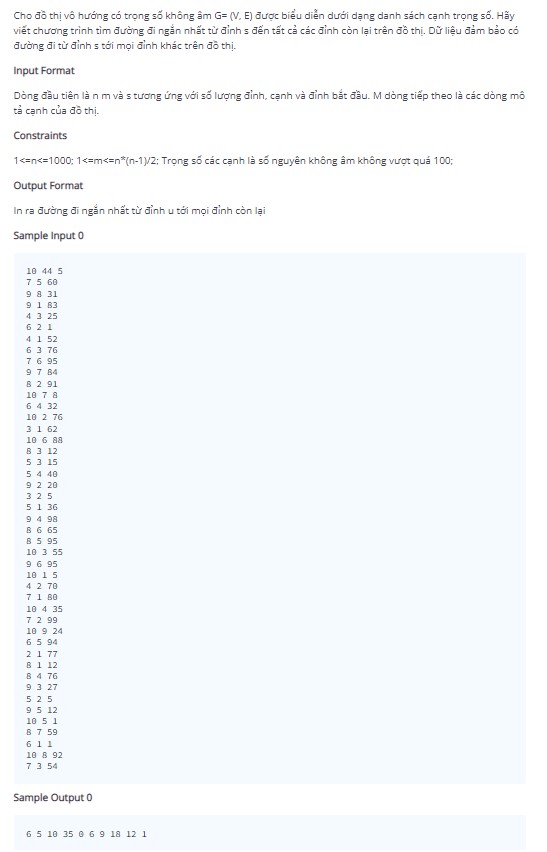 Cho đồ thị vô hướng có trọng số không âm G= (V, E) được biểu diễn dưới dạng danh sách cạnh trọng số. Hãy
viết chương trình tìm đường đi ngắn nhất từ đỉnh s đến tất cả các đỉnh còn lại trên đồ thị. Dữ liệu đảm bảo có
đường đi từ đỉnh s tới mọi đỉnh khác trên đồ thị.
Input Format
Dòng đầu tiên là n m và s tương ứng với số lượng đỉnh, cạnh và đỉnh bắt đầu. M dòng tiếp theo là các dòng mô
tả cạnh của đồ thị.
Constraints
1<=n<=1000; 1<=m<=n*(n-1)/2; Trọng số các cạnh là số nguyên không âm không vượt quá 100;
Output Format
In ra đường đi ngắn nhất từ đỉnh u tới mọi đỉnh còn lại
Sample Input 0
10 44 5
7 5 60
9 8 31
9 1 83
4 3 25
6 2 1
4 1 52
6 3 76
7 6 95
9 7 84
8 2 91
10 7 8
6 4 32
10 2 76
3 1 62
10 6 88
8 3 12
5 3 15
5 4 40
9 2 20
3 2 5
5 1 36
9 4 98
8 6 65
8 5 95
10 3 55
9 6 95
10 1 5
4 2 70
7 1 80
10 4 35
7 2 99
10 9 24
6 5 94
2 1 77
8 1 12
8 4 76
9 3 27
5 2 5
9 5 12
10 5 1
8 7 59
6 1 1
10 8 92
7 3 54
Sample Output 0
6 5 10 35 0 6 9 18 12 1